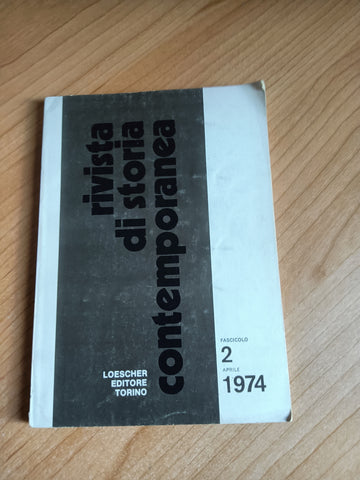 rivista
di storia
contemporanea
LOESCHER
EDITORE
TORINO
FASCICOLO
2
APRILE
1974